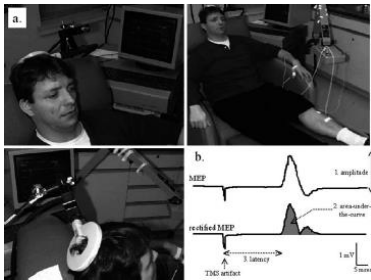 a.
b.
MEP
1. amplitude
2. area-under-
the-curve
rectified MEP
3. latency
1 mV
5 msec
TMS artifact